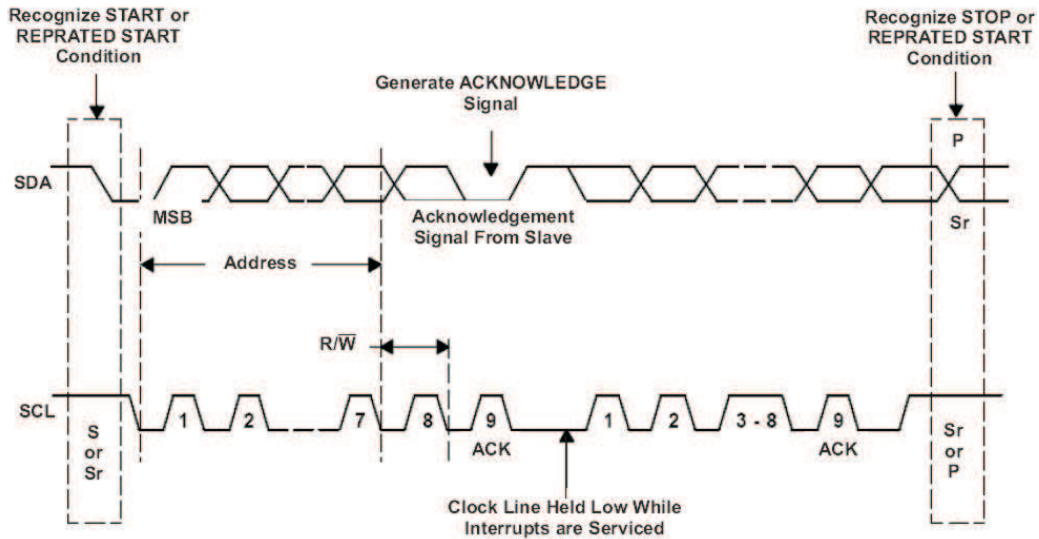 Recognize START or
REPRATED START
Condition
Recognize STOP or
REPRATED START
Condition
Generate ACKNOWLEDGE
Signal
P
SDA
MSB
Acknowledgement
Signal From Slave
Sr
Address
R/W̅
SCL
S
or
Sr
1
2
7
8
9
ACK
1
2
3 - 8
9
ACK
Sr
or
P
Clock Line Held Low While
Interrupts are Serviced